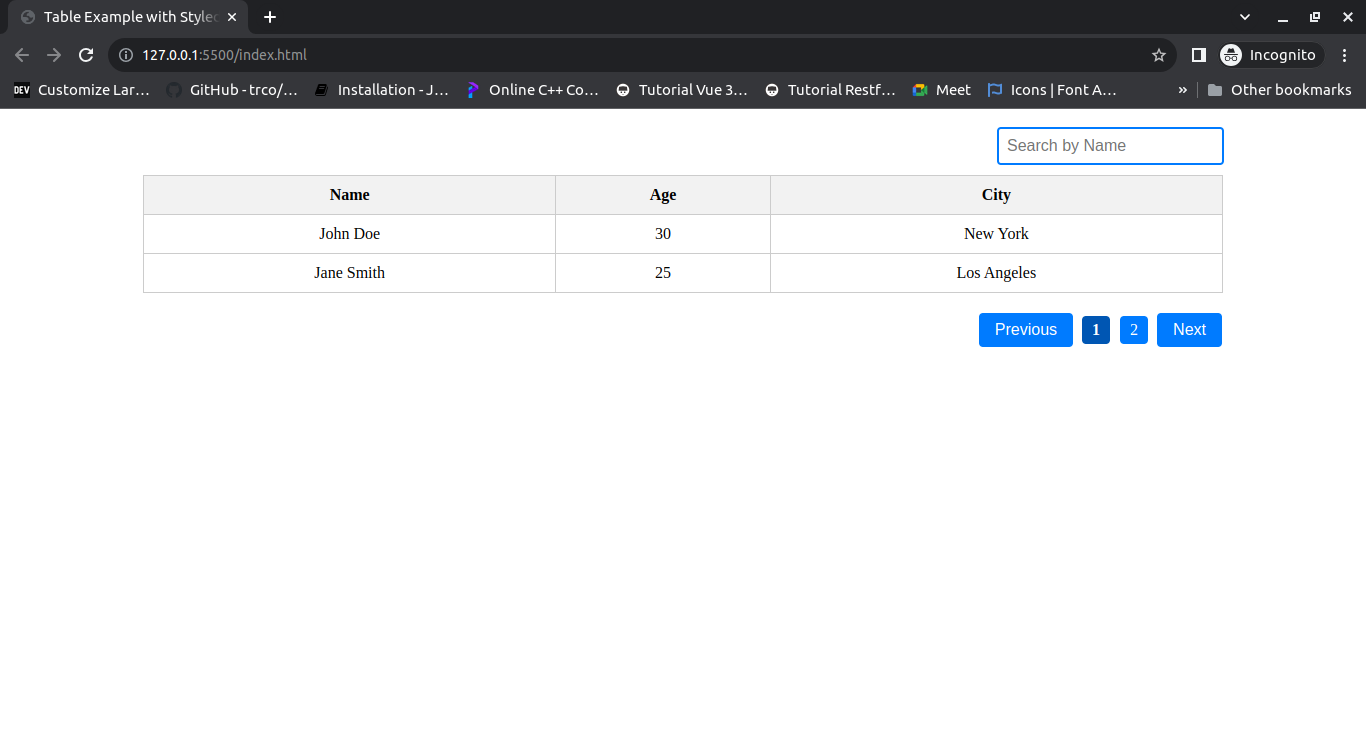 Table Example with Style
127.0.0.1:5500/index.html
Incognito
DEV Customize Lar...
GitHub - trco/...
Installation - J...
Online C++ Co...
Tutorial Vue 3...
Tutorial Restf...
Meet
Icons | Font A...
»
Other bookmarks
Search by Name
Name Age City
John Doe 30 New York
Jane Smith 25 Los Angeles
Previous 1 2 Next